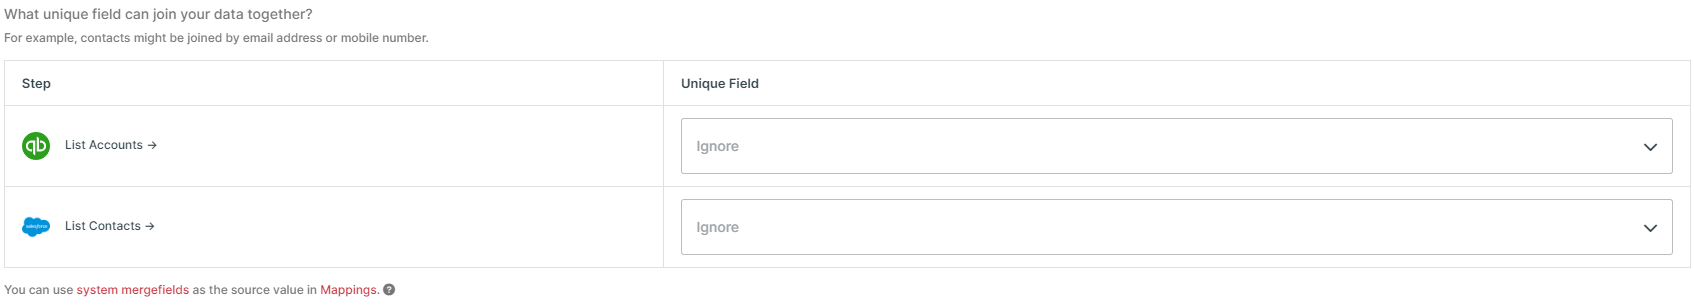 What unique field can join your data together?
For example, contacts might be joined by email address or mobile number.
Step Unique Field
qb List Accounts → Ignore
salesforce List Contacts → Ignore
You can use system mergefields as the source value in Mappings. ?